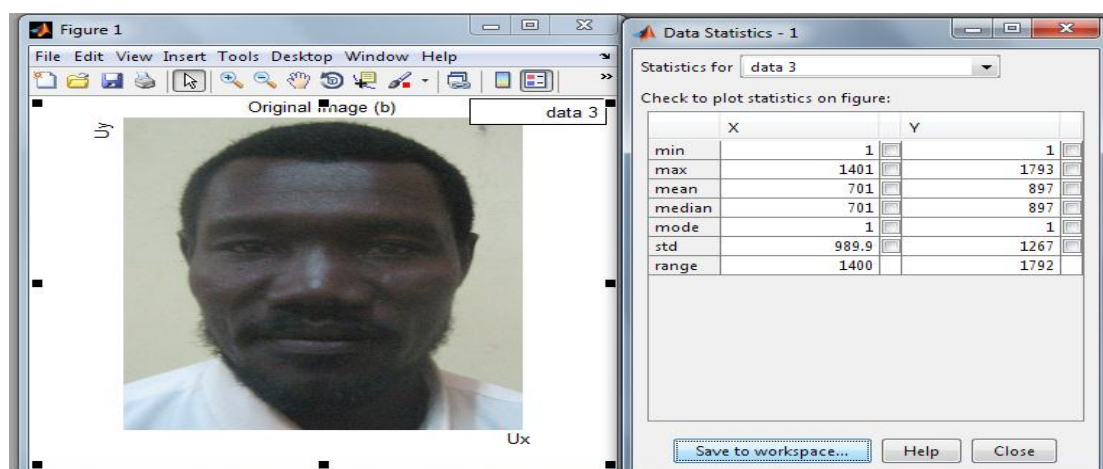 Figure 1
File Edit View Insert Tools Desktop Window Help
Original Image (b)
data 3
Uy
Ux
Data Statistics - 1
Statistics for data 3
Check to plot statistics on figure:
X Y
min 1 1
max 1401 1793
mean 701 897
median 701 897
mode 1 1
std 989.9 1267
range 1400 1792
Save to workspace... Help Close